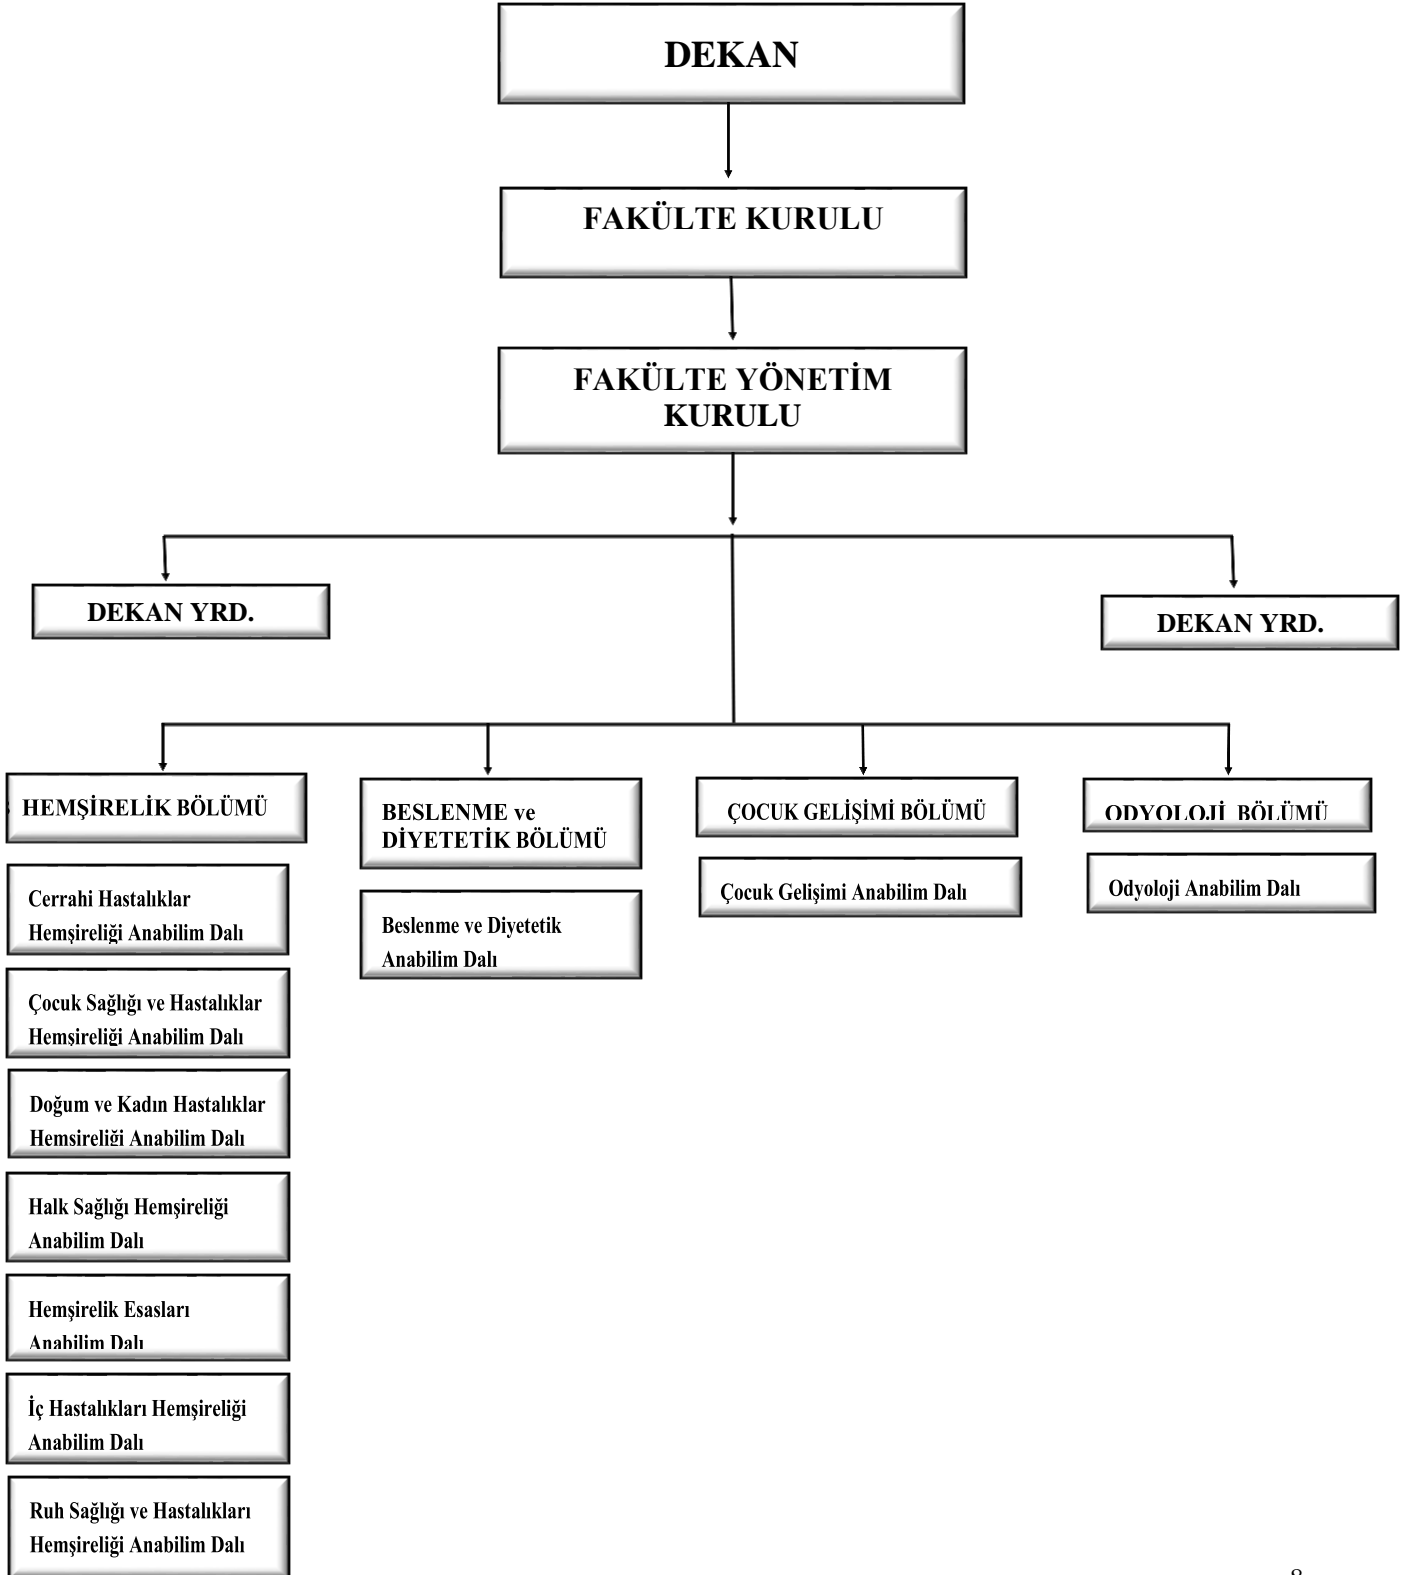 DEKAN
FAKÜLTE KURULU
FAKÜLTE YÖNETİM
KURULU
DEKAN YRD.
DEKAN YRD.
HEMŞİRELİK BÖLÜMÜ
BESLENME ve
DİYETETİK BÖLÜMÜ
ÇOCUK GELİŞİMİ BÖLÜMÜ
ODYOLOJİ BÖLÜMÜ
Cerrahi Hastalıklar
Hemşireliği Anabilim Dalı
Çocuk Sağlığı ve Hastalıklar
Hemşireliği Anabilim Dalı
Doğum ve Kadın Hastalıklar
Hemşireliği Anabilim Dalı
Halk Sağlığı Hemşireliği
Anabilim Dalı
Hemşirelik Esasları
Anabilim Dalı
İç Hastalıkları Hemşireliği
Anabilim Dalı
Ruh Sağlığı ve Hastalıkları
Hemşireliği Anabilim Dalı
Beslenme ve Diyetetik
Anabilim Dalı
Çocuk Gelişimi Anabilim Dalı
Odyoloji Anabilim Dalı